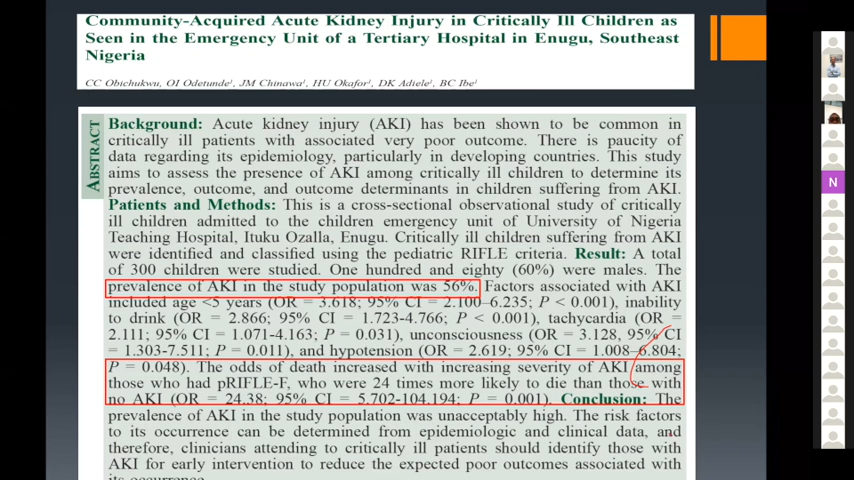 Community-Acquired Acute Kidney Injury in Critically Ill Children as
Seen in the Emergency Unit of a Tertiary Hospital in Enugu, Southeast
Nigeria
CC Obichukwu, OI Odetunde¹, JM Chinawa¹, HU Okafor¹, DK Adiele¹, BC Ibe¹
ABSTRACT
Background: Acute kidney injury (AKI) has been shown to be common in
critically ill patients with associated very poor outcome. There is paucity of
data regarding its epidemiology, particularly in developing countries. This study
aims to assess the presence of AKI among critically ill children to determine its
prevalence, outcome, and outcome determinants in children suffering from AKI.
Patients and Methods: This is a cross-sectional observational study of critically
ill children admitted to the children emergency unit of University of Nigeria
Teaching Hospital, Ituku Ozalla, Enugu. Critically ill children suffering from AKI
were identified and classified using the pediatric RIFLE criteria. Result: A total
of 300 children were studied. One hundred and eighty (60%) were males. The
prevalence of AKI in the study population was 56%. Factors associated with AKI
included age <5 years (OR = 3.618; 95% CI = 2.100–6.235; P < 0.001), inability
to drink (OR = 2.866; 95% CI = 1.723-4.766; P < 0.001), tachycardia (OR =
2.111; 95% CI = 1.071-4.163; P = 0.031), unconsciousness (OR = 3.128, 95% CI
= 1.303-7.511; P = 0.011), and hypotension (OR = 2.619; 95% CI = 1.008–6.804;
P = 0.048). The odds of death increased with increasing severity of AKI among
those who had pRIFLE-F, who were 24 times more likely to die than those with
no AKI (OR = 24.38; 95% CI = 5.702-104.194; P = 0.001). Conclusion: The
prevalence of AKI in the study population was unacceptably high. The risk factors
to its occurrence can be determined from epidemiologic and clinical data, and
therefore, clinicians attending to critically ill patients should identify those with
AKI for early intervention to reduce the expected poor outcomes associated with
its occurrence.
N